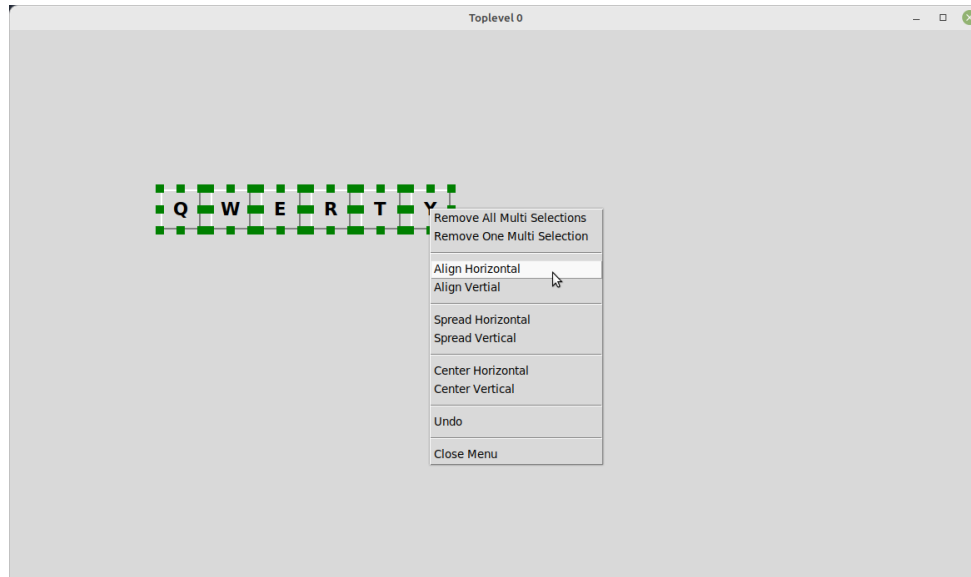 Toplevel 0
Q W E R T Y
Remove All Multi Selections
Remove One Multi Selection
Align Horizontal
Align Vertial
Spread Horizontal
Spread Vertical
Center Horizontal
Center Vertical
Undo
Close Menu